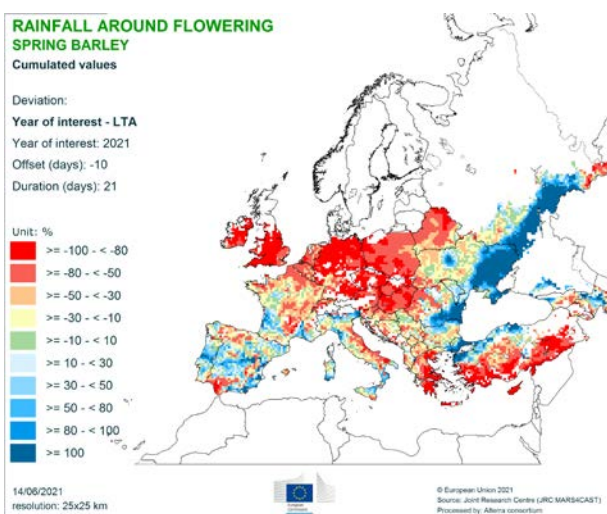 RAINFALL AROUND FLOWERING
SPRING BARLEY
Cumulated values
Deviation:
Year of interest - LTA
Year of interest: 2021
Offset (days): -10
Duration (days): 21
Unit: %
>= -100 - < -80
>= -80 - < -50
>= -50 - < -30
>= -30 - < -10
>= -10 - < 10
>= 10 - < 30
>= 30 - < 50
>= 50 - < 80
>= 80 - < 100
>= 100
14/06/2021
resolution: 25x25 km
European
Commission
© European Union 2021
Source: Joint Research Centre (JRC MARS4CAST)
Processed by: Alterra consortium